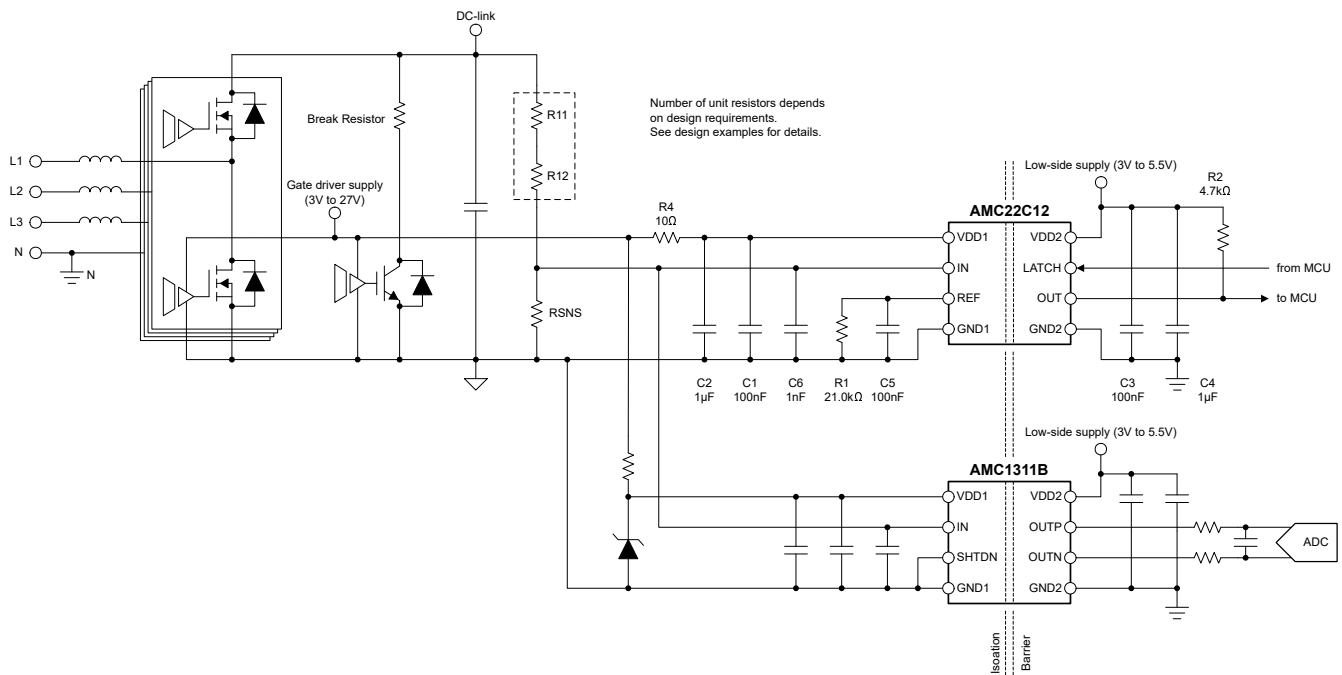 DC-link
Number of unit resistors depends
on design requirements.
See design examples for details.
Break Resistor
R11
R12
L1
L2
L3
N
N
Gate driver supply
(3V to 27V)
RSNS
R4
10Ω
Low-side supply (3V to 5.5V)
R2
4.7kΩ
AMC22C12
VDD1
IN
REF
GND1
VDD2
LATCH
OUT
GND2
from MCU
to MCU
C2
1µF
C1
100nF
C6
1nF
R1
21.0kΩ
C5
100nF
C3
100nF
C4
1µF
Low-side supply (3V to 5.5V)
AMC1311B
VDD1
IN
SHTDN
GND1
VDD2
OUTP
OUTN
GND2
ADC
Isoation
Barrier